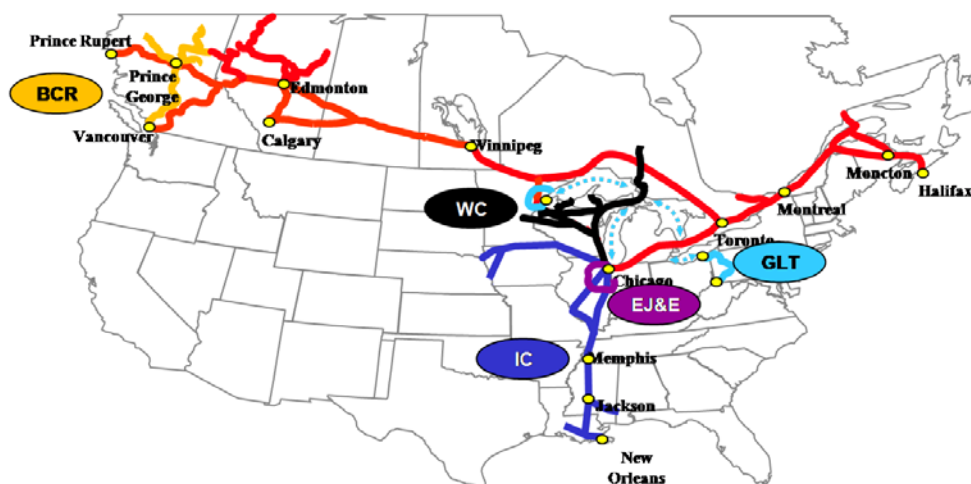 Prince Rupert
BCR
Prince
George
Edmonton
Vancouver
Calgary
Winnipeg
WC
Moncton
Halifax
Montreal
Toronto
GLT
Chicago
EJ&E
IC
Memphis
Jackson
New
Orleans